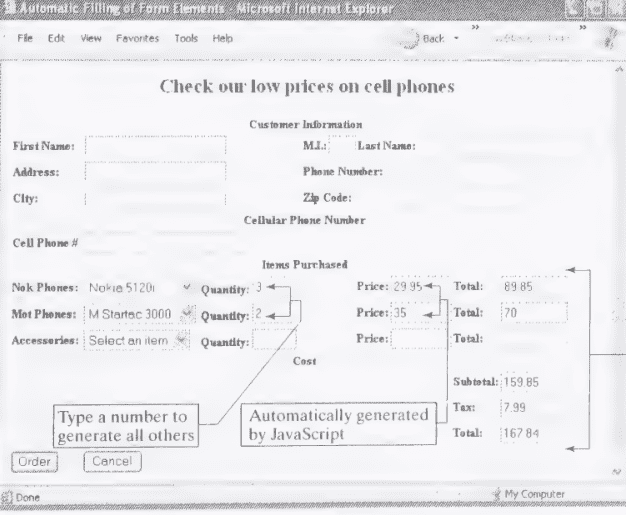 Automatic Filling of Form Elements - Microsoft Internet Explorer
File Edit View Favorites Tools Help Back
Check our low prices on cell phones
Customer Information
First Name: M.I.: Last Name:
Address: Phone Number:
City: Zip Code:
Cellular Phone Number
Cell Phone #
Items Purchased
Nok Phones: Nokia 5120i Quantity: 3 Price: 29.95 Total: 89.85
Mot Phones: M Startac 3000 Quantity: 2 Price: 35 Total: 70
Accessories: Select an item Quantity: Price: Total:
Cost
Subtotal: 159.85
Tax: 7.99
Total: 167.84
Type a number to
generate all others
Automatically generated
by JavaScript
Order Cancel
Done My Computer